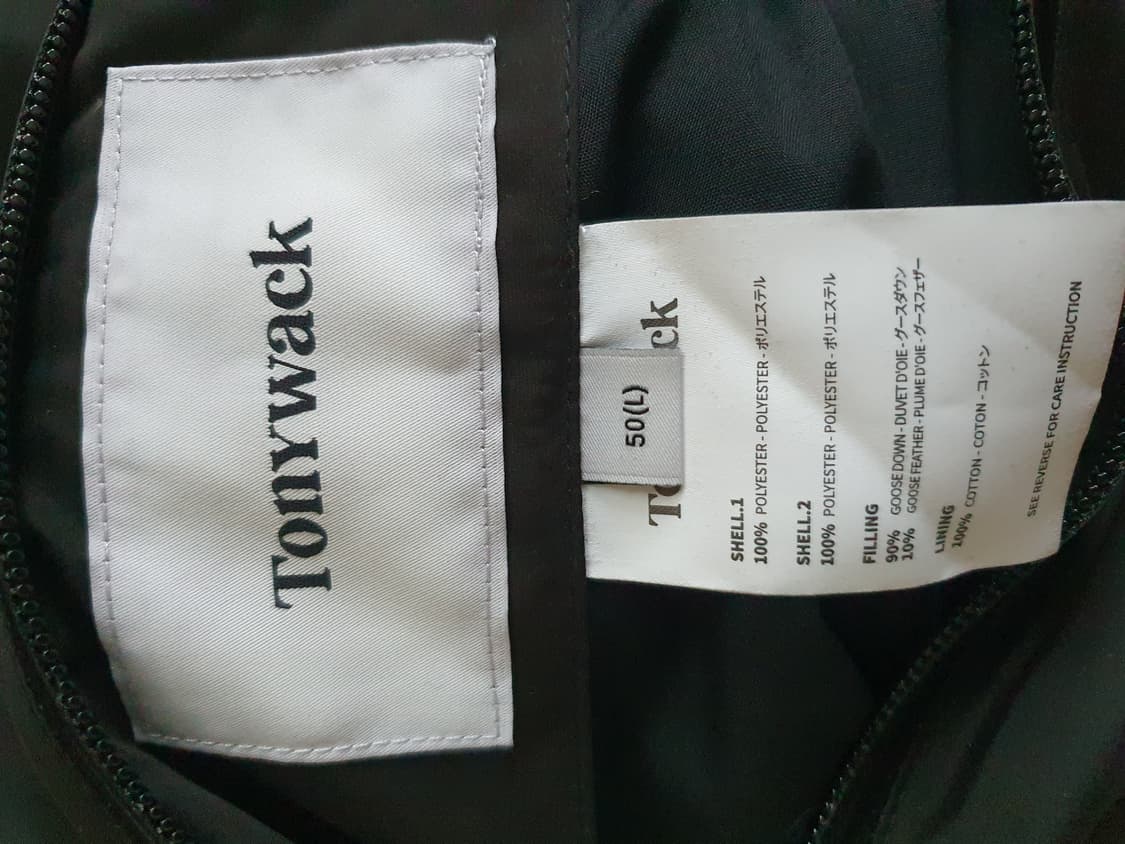 Tonywack
50(L)
SHELL.1
100% POLYESTER - POLYESTER - ポリエステル
SHELL.2
100% POLYESTER - POLYESTER - ポリエステル
FILLING
90% GOOSE DOWN - DUVET D'OIE - グースダウン
10% GOOSE FEATHER - PLUME D'OIE - グースフェザー
LINING
100% COTTON - COTON - コットン
SEE REVERSE FOR CARE INSTRUCTION